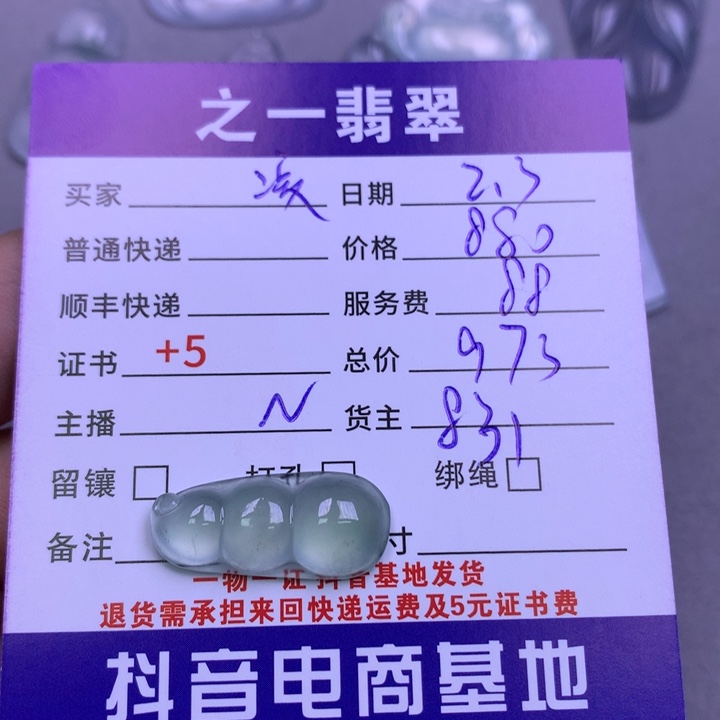 之一翡翠
买家 凌 日期 2.3
普通快递 价格 880
顺丰快递 服务费 88
证书 +5 总价 973
主播 N 货主 831
留镶 打孔 绑绳
备注 寸
一物一证 抖音基地发货
退货需承担来回快递运费及5元证书费
抖音电商基地